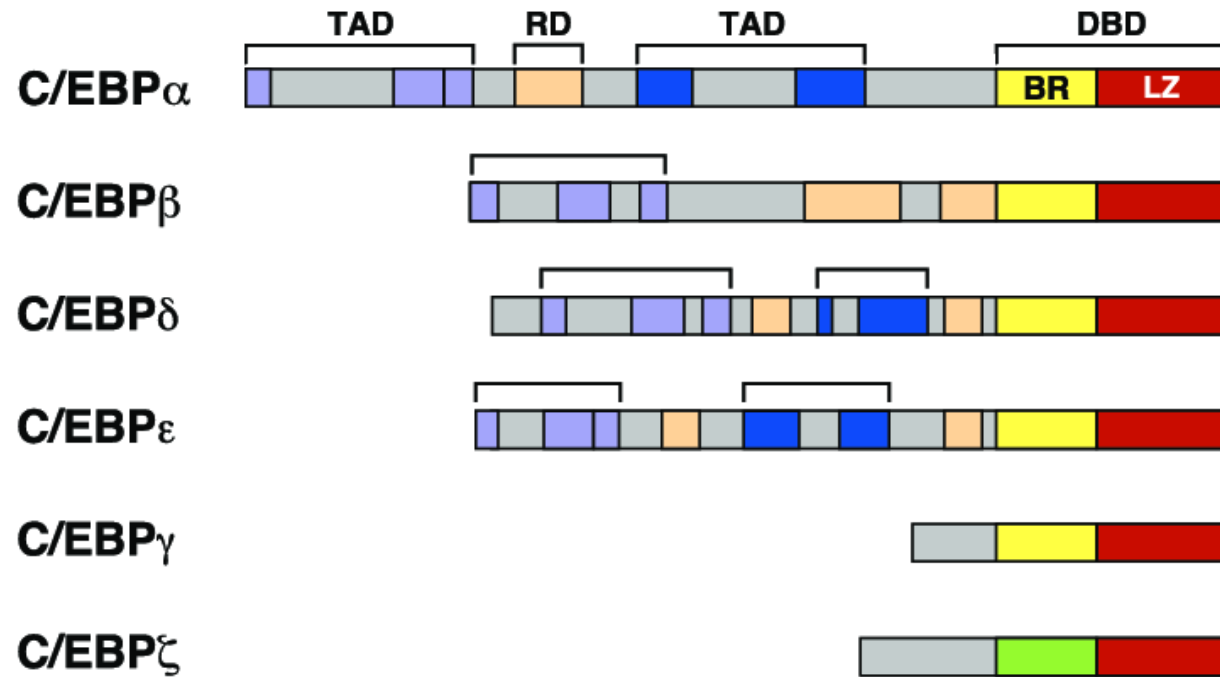 TAD RD TAD DBD
C/EBPα BR LZ
C/EBPβ
C/EBPδ
C/EBPε
C/EBPγ
C/EBPζ